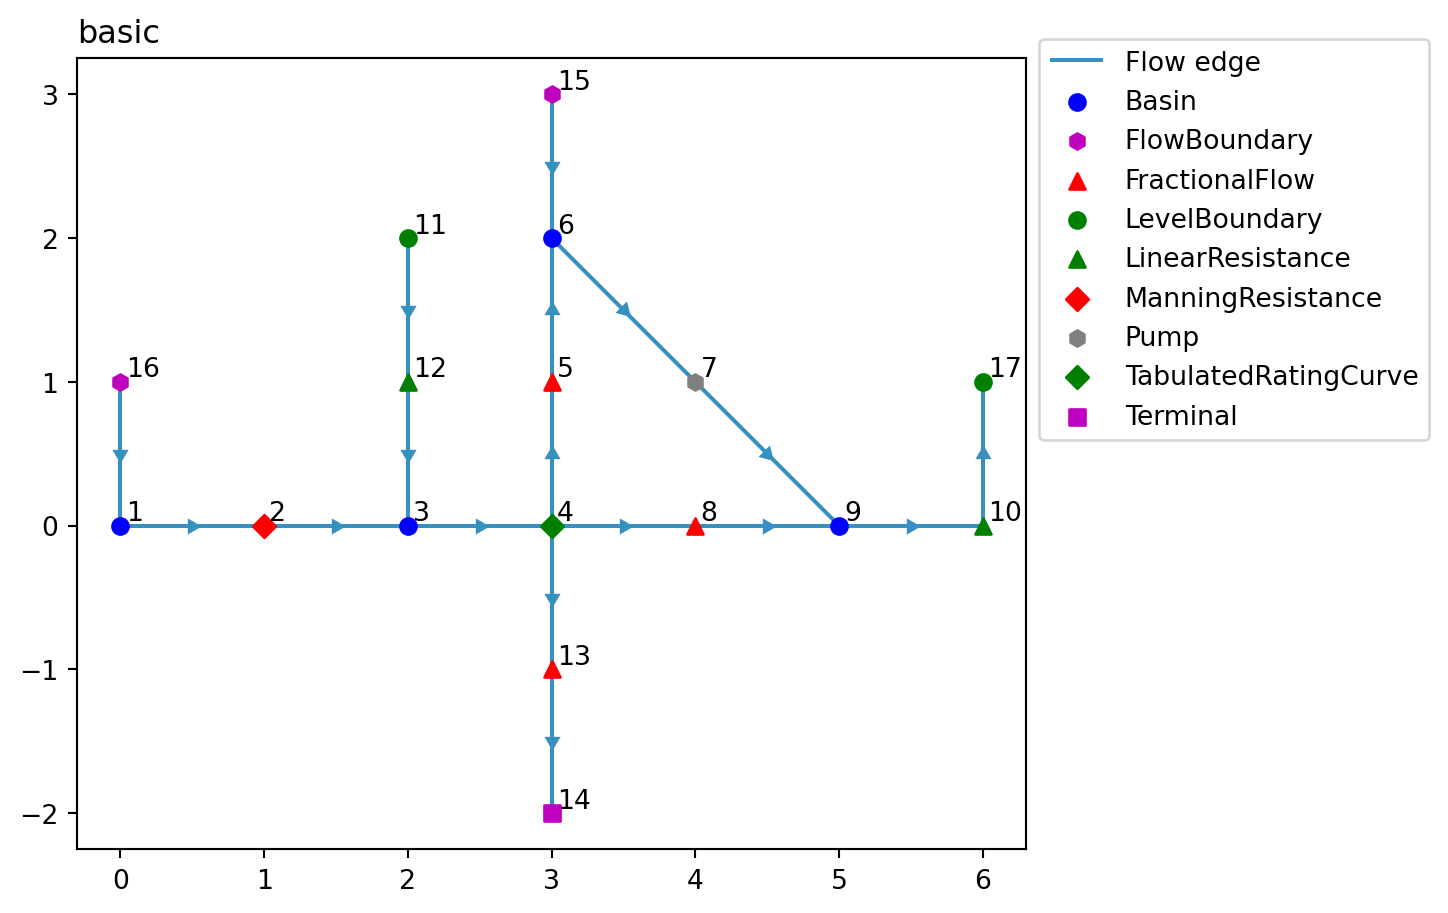 basic
Flow edge
Basin
FlowBoundary
FractionalFlow
LevelBoundary
LinearResistance
ManningResistance
Pump
TabulatedRatingCurve
Terminal
3
2
1
0
−1
−2
15
11
6
16
12
5
7
17
1
2
3
4
8
9
10
13
14
0
1
2
3
4
5
6